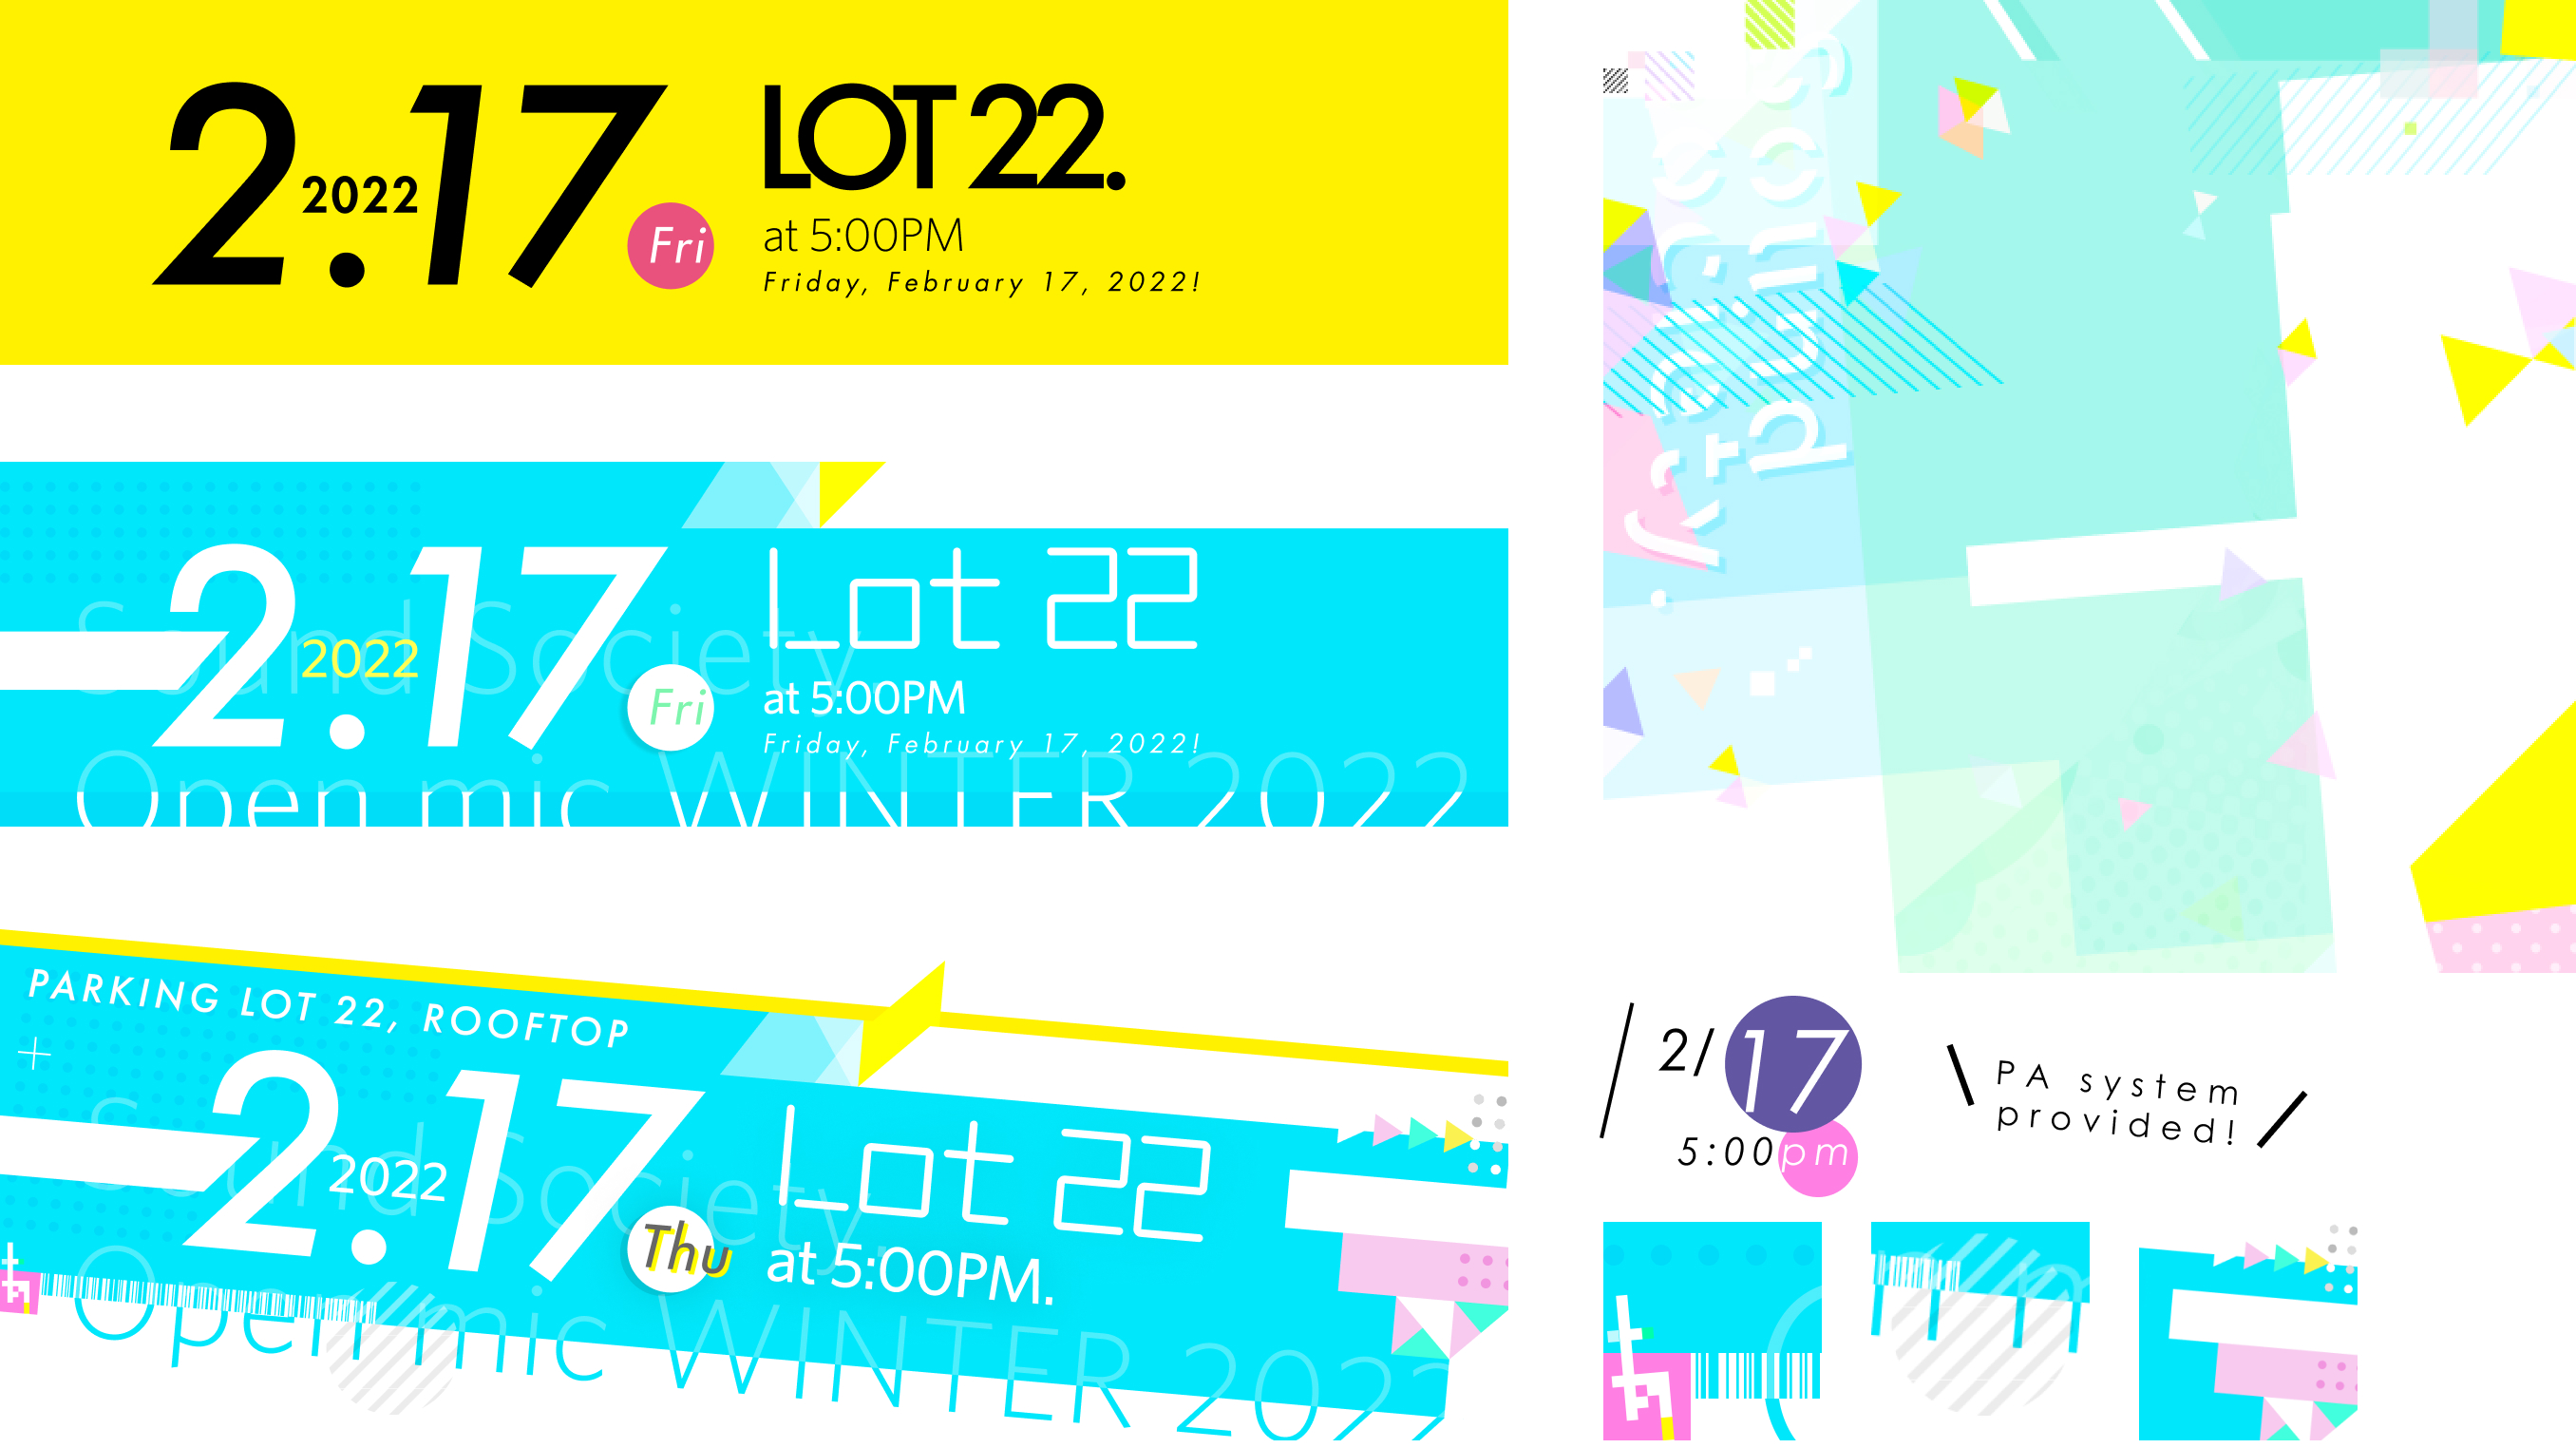 2.17
2022
Fri
LOT 22.
at 5:00PM
Friday, February 17, 2022!
Sound Society.
2.17
2022
Fri
Lot 22
at 5:00PM
Friday, February 17, 2022!
Open mic WINTER 2022
PARKING LOT 22, ROOFTOP
Sound Society.
2.17
2022
Thu
Lot 22
at 5:00PM.
Open mic WINTER 2022
sound
society.
2/17
5:00pm
PA system
provided!